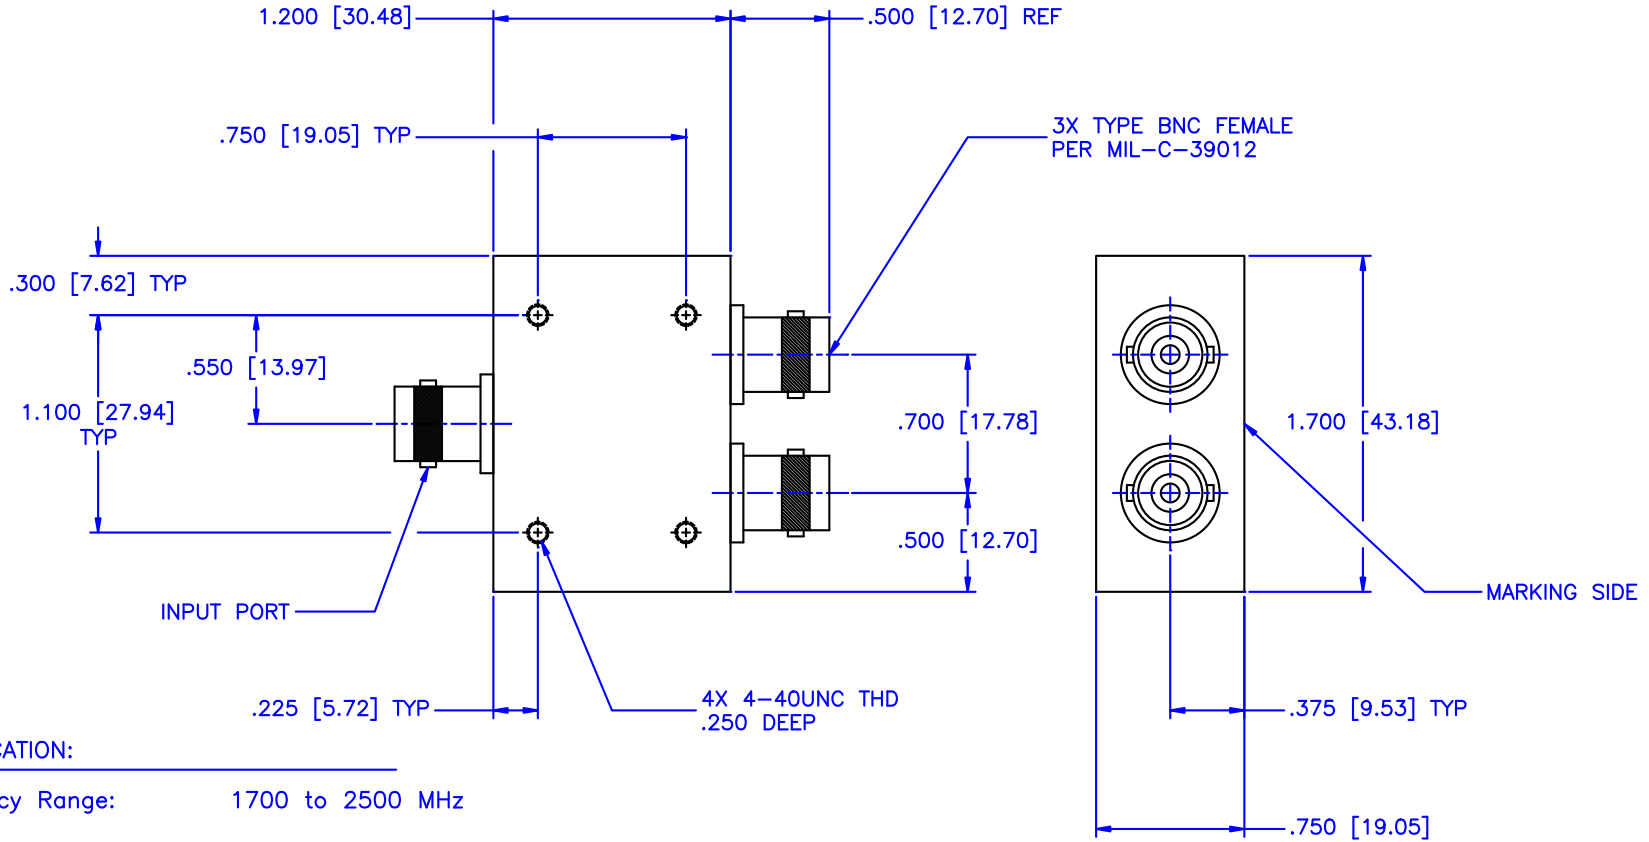 1.200 [30.48]
.500 [12.70] REF
.750 [19.05] TYP
3X TYPE BNC FEMALE
PER MIL-C-39012
.300 [7.62] TYP
.550 [13.97]
1.100 [27.94]
TYP
.700 [17.78]
1.700 [43.18]
.500 [12.70]
INPUT PORT
MARKING SIDE
.225 [5.72] TYP
4X 4-40UNC THD
.250 DEEP
.375 [9.53] TYP
CATION:
cy Range: 1700 to 2500 MHz
.750 [19.05]